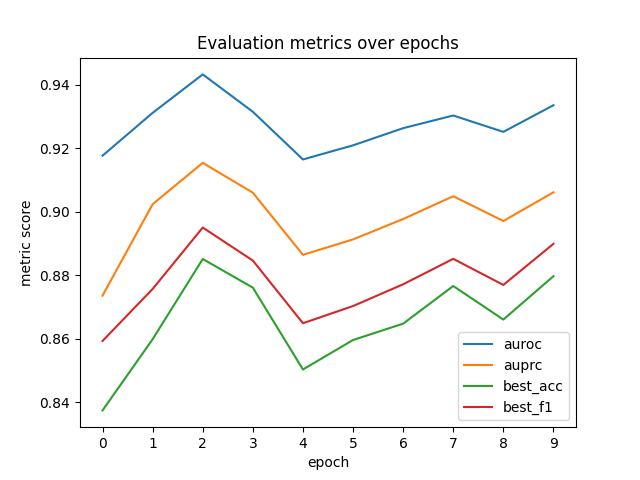 Evaluation metrics over epochs
metric score
0.94
0.92
0.90
0.88
0.86
0.84
auroc
auprc
best_acc
best_f1
0 1 2 3 4 5 6 7 8 9
epoch